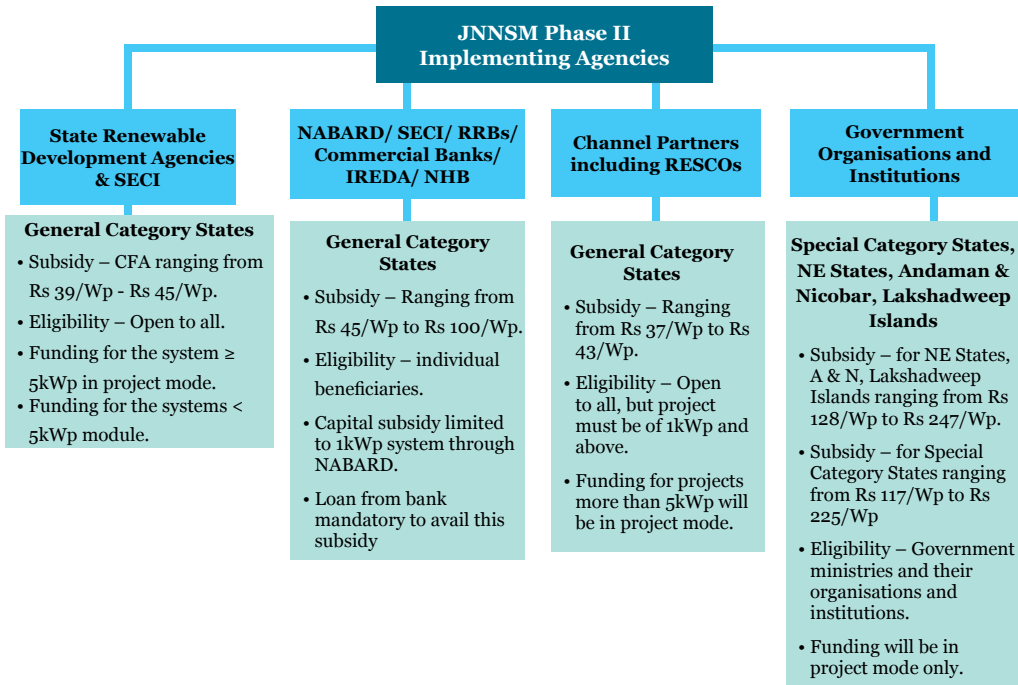 JNNSM Phase II
Implementing Agencies
State Renewable
Development Agencies
& SECI
General Category States
• Subsidy – CFA ranging from
Rs 39/Wp - Rs 45/Wp.
• Eligibility – Open to all.
• Funding for the system ≥
5kWp in project mode.
• Funding for the systems <
5kWp module.
NABARD/ SECI/ RRBs/
Commercial Banks/
IREDA/ NHB
General Category
States
• Subsidy – Ranging from
Rs 45/Wp to Rs 100/Wp.
• Eligibility – individual
beneficiaries.
• Capital subsidy limited
to 1kWp system through
NABARD.
• Loan from bank
mandatory to avail this
subsidy
Channel Partners
including RESCOs
General Category
States
• Subsidy – Ranging
from Rs 37/Wp to Rs
43/Wp.
• Eligibility – Open
to all, but project
must be of 1kWp and
above.
• Funding for projects
more than 5kWp will
be in project mode.
Government
Organisations and
Institutions
Special Category States,
NE States, Andaman &
Nicobar, Lakshadweep
Islands
• Subsidy – for NE States,
A & N, Lakshadweep
Islands ranging from Rs
128/Wp to Rs 247/Wp.
• Subsidy – for Special
Category States ranging
from Rs 117/Wp to Rs
225/Wp
• Eligibility – Government
ministries and their
organisations and
institutions.
• Funding will be in
project mode only.